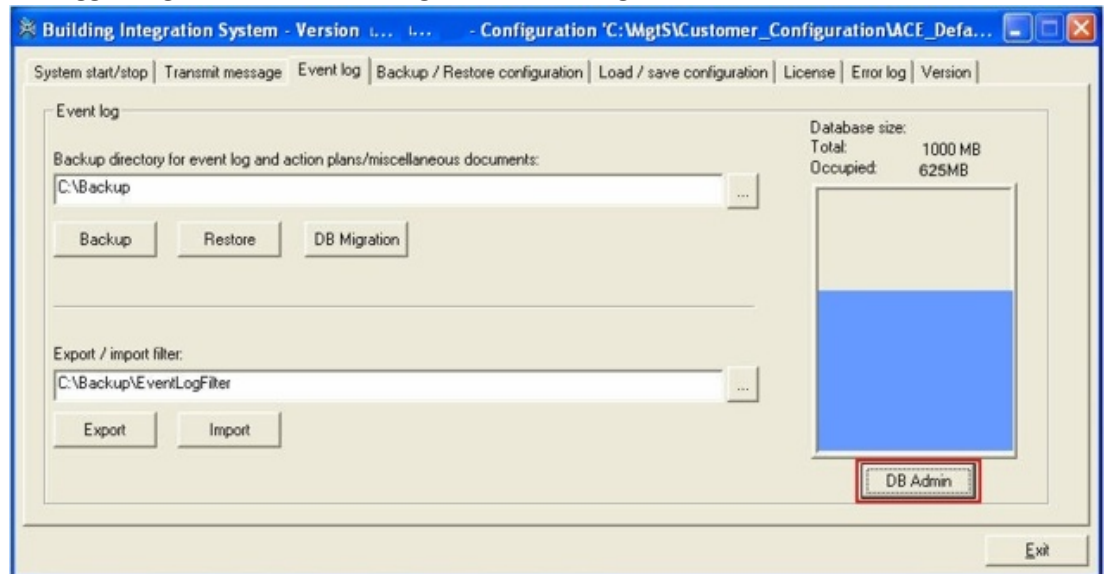 Building Integration System - Version - Configuration 'C:\MgtS\Customer_Configuration\ACE_Defa...
System start/stop Transmit message Event log Backup / Restore configuration Load / save configuration License Error log Version
Event log
Database size:
Total: 1000 MB
Occupied: 625MB
Backup directory for event log and action plans/miscellaneous documents:
C:\Backup
...
Backup Restore DB Migration
Export / import filter:
C:\Backup\EventLogFilter
...
Export Import
DB Admin
Exit